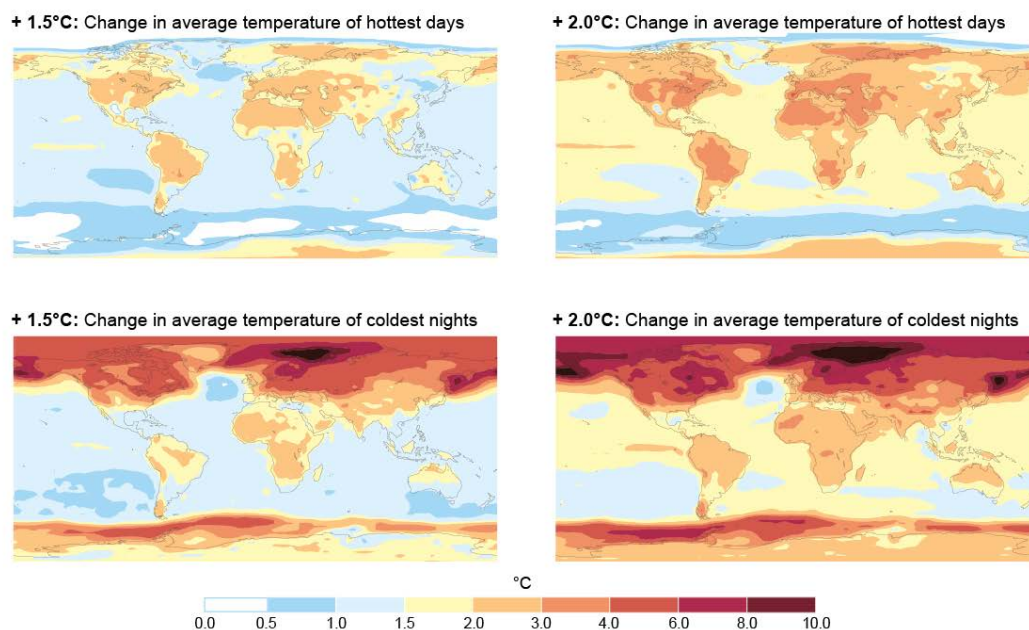 + 1.5°C: Change in average temperature of hottest days
+ 2.0°C: Change in average temperature of hottest days
+ 1.5°C: Change in average temperature of coldest nights
+ 2.0°C: Change in average temperature of coldest nights
°C
0.0 0.5 1.0 1.5 2.0 3.0 4.0 6.0 8.0 10.0